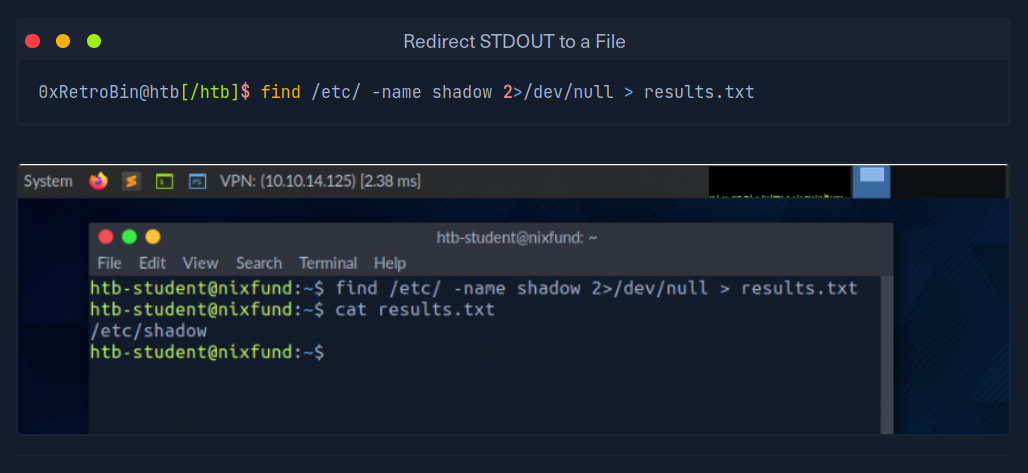 Redirect STDOUT to a File
0xRetroBin@htb[/htb]$ find /etc/ -name shadow 2>/dev/null > results.txt
System VPN: (10.10.14.125) [2.38 ms]
htb-student@nixfund: ~
File Edit View Search Terminal Help
htb-student@nixfund:~$ find /etc/ -name shadow 2>/dev/null > results.txt
htb-student@nixfund:~$ cat results.txt
/etc/shadow
htb-student@nixfund:~$